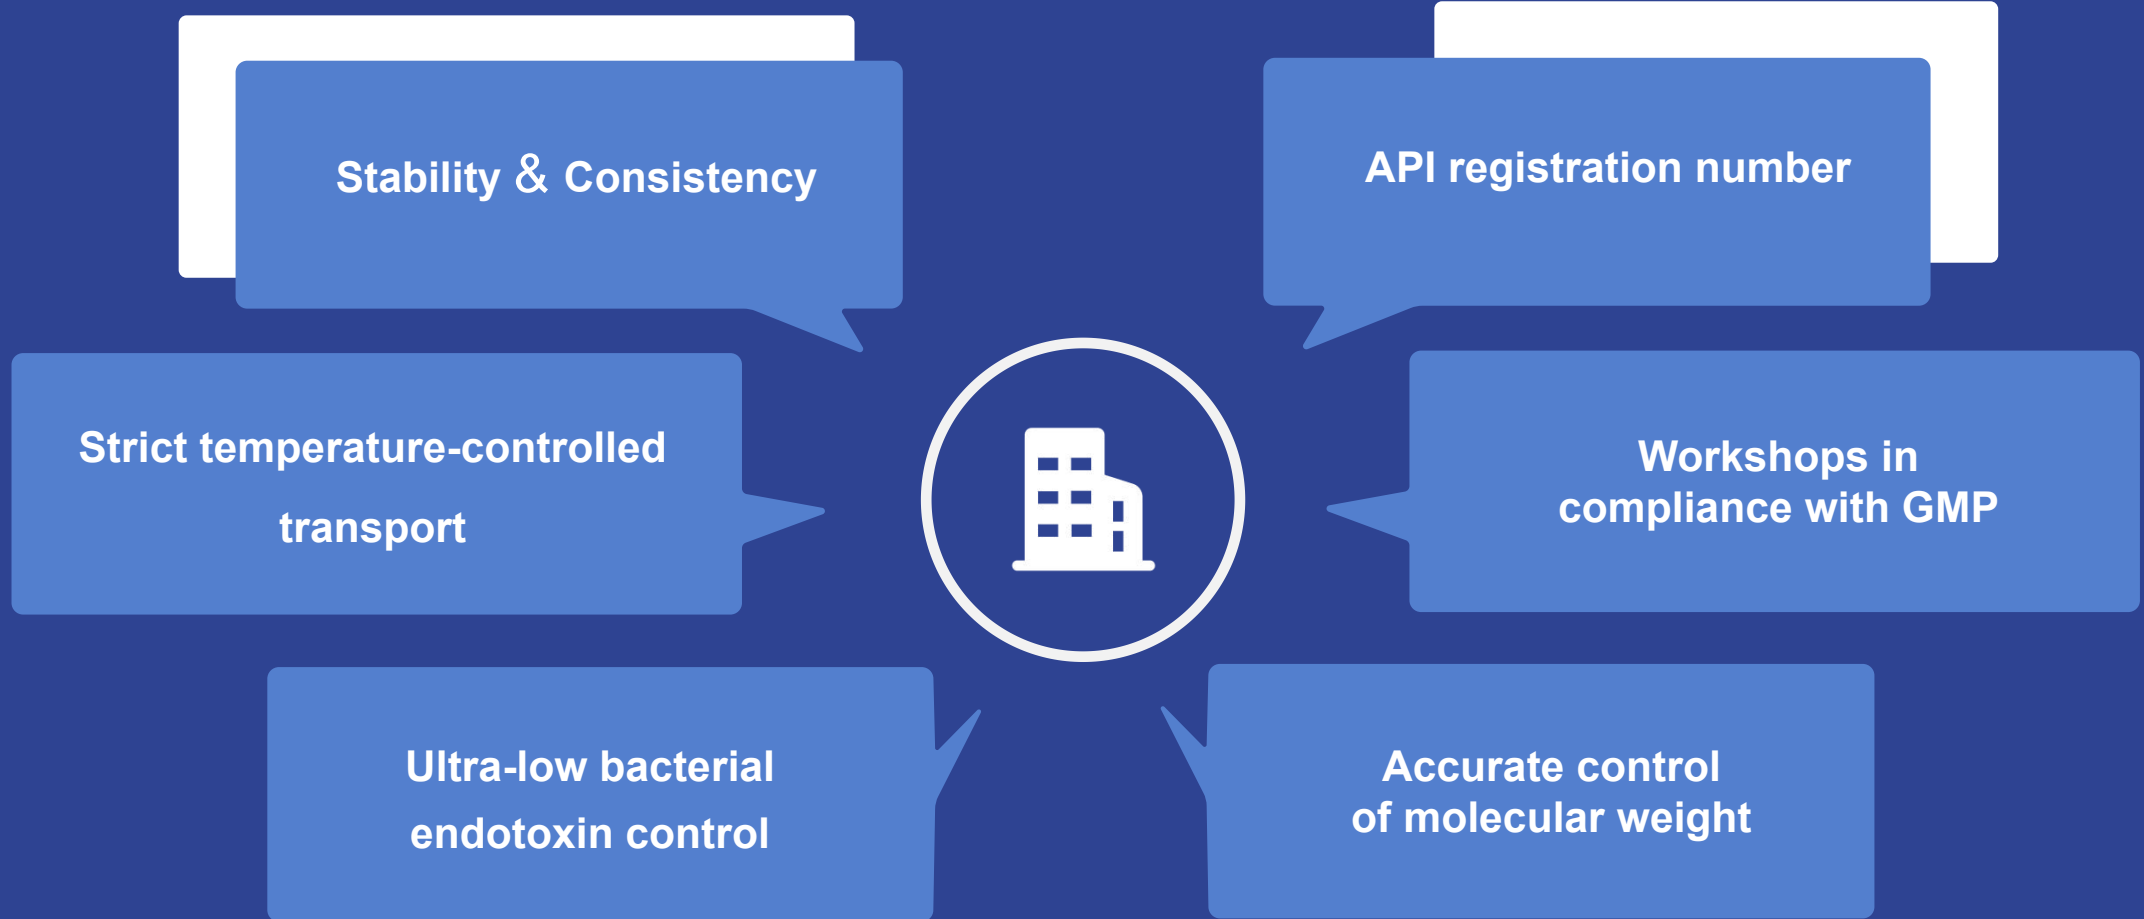 Stability & Consistency
API registration number
Strict temperature-controlled
transport
Workshops in
compliance with GMP
Ultra-low bacterial
endotoxin control
Accurate control
of molecular weight